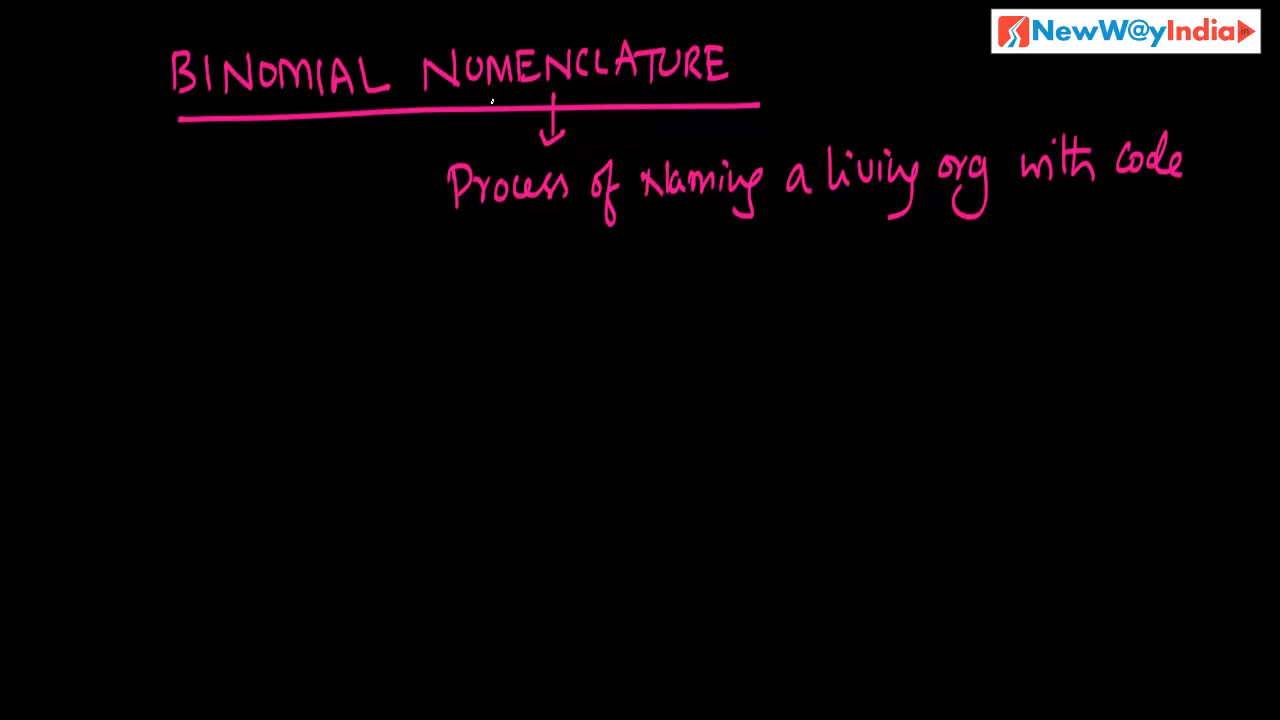 NewW@yIndia
BINOMIAL NOMENCLATURE
Process of Naming a living org with code